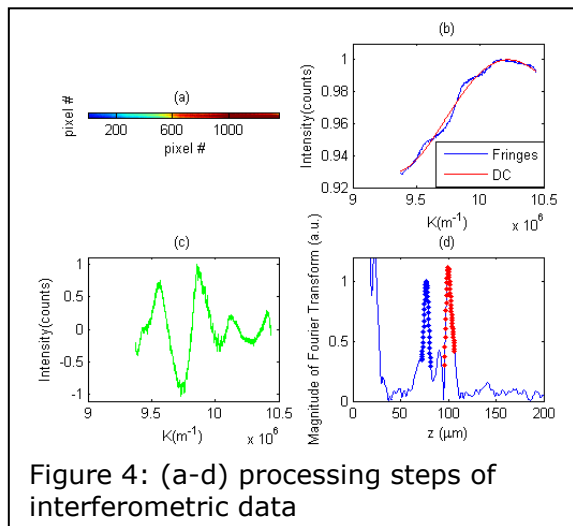 (a)
pixel #
200 600 1000
pixel #
(b)
Intensity(counts)
1
0.98
0.96
0.94
0.92
Fringes
DC
9 9.5 10 10.5
K(m⁻¹) x 10⁶
(c)
Intensity(counts)
1
0.5
0
-0.5
-1
9 9.5 10 10.5
K(m⁻¹)
x 10⁶
(d)
Magnitude of Fourier Transform (a.u.)
1
0.5
0
0 50 100 150 200
z (μm)
Figure 4: (a-d) processing steps of
interferometric data